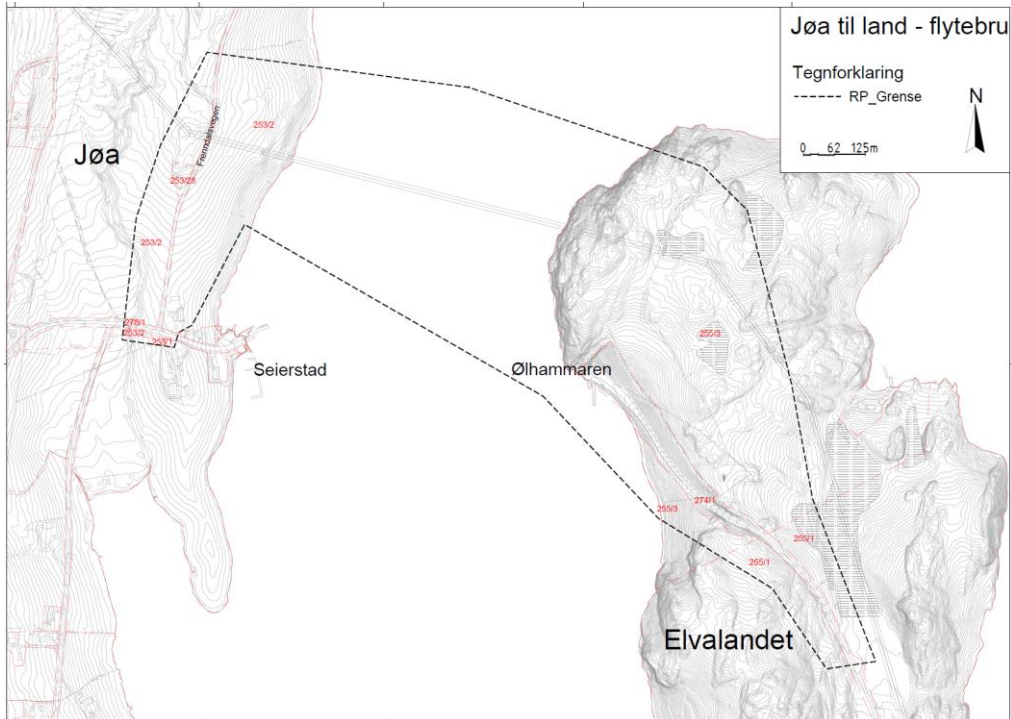 Jøa til land - flytebru
Tegnforklaring
RP_Grense
N
0 62 125m
253/2
Frenndalsvegen
Jøa
253/28
253/2
278/1
253/2
253/1
Seierstad
Ølhammaren
255/3
255/3
274/1
255/1
255/1
Elvalandet